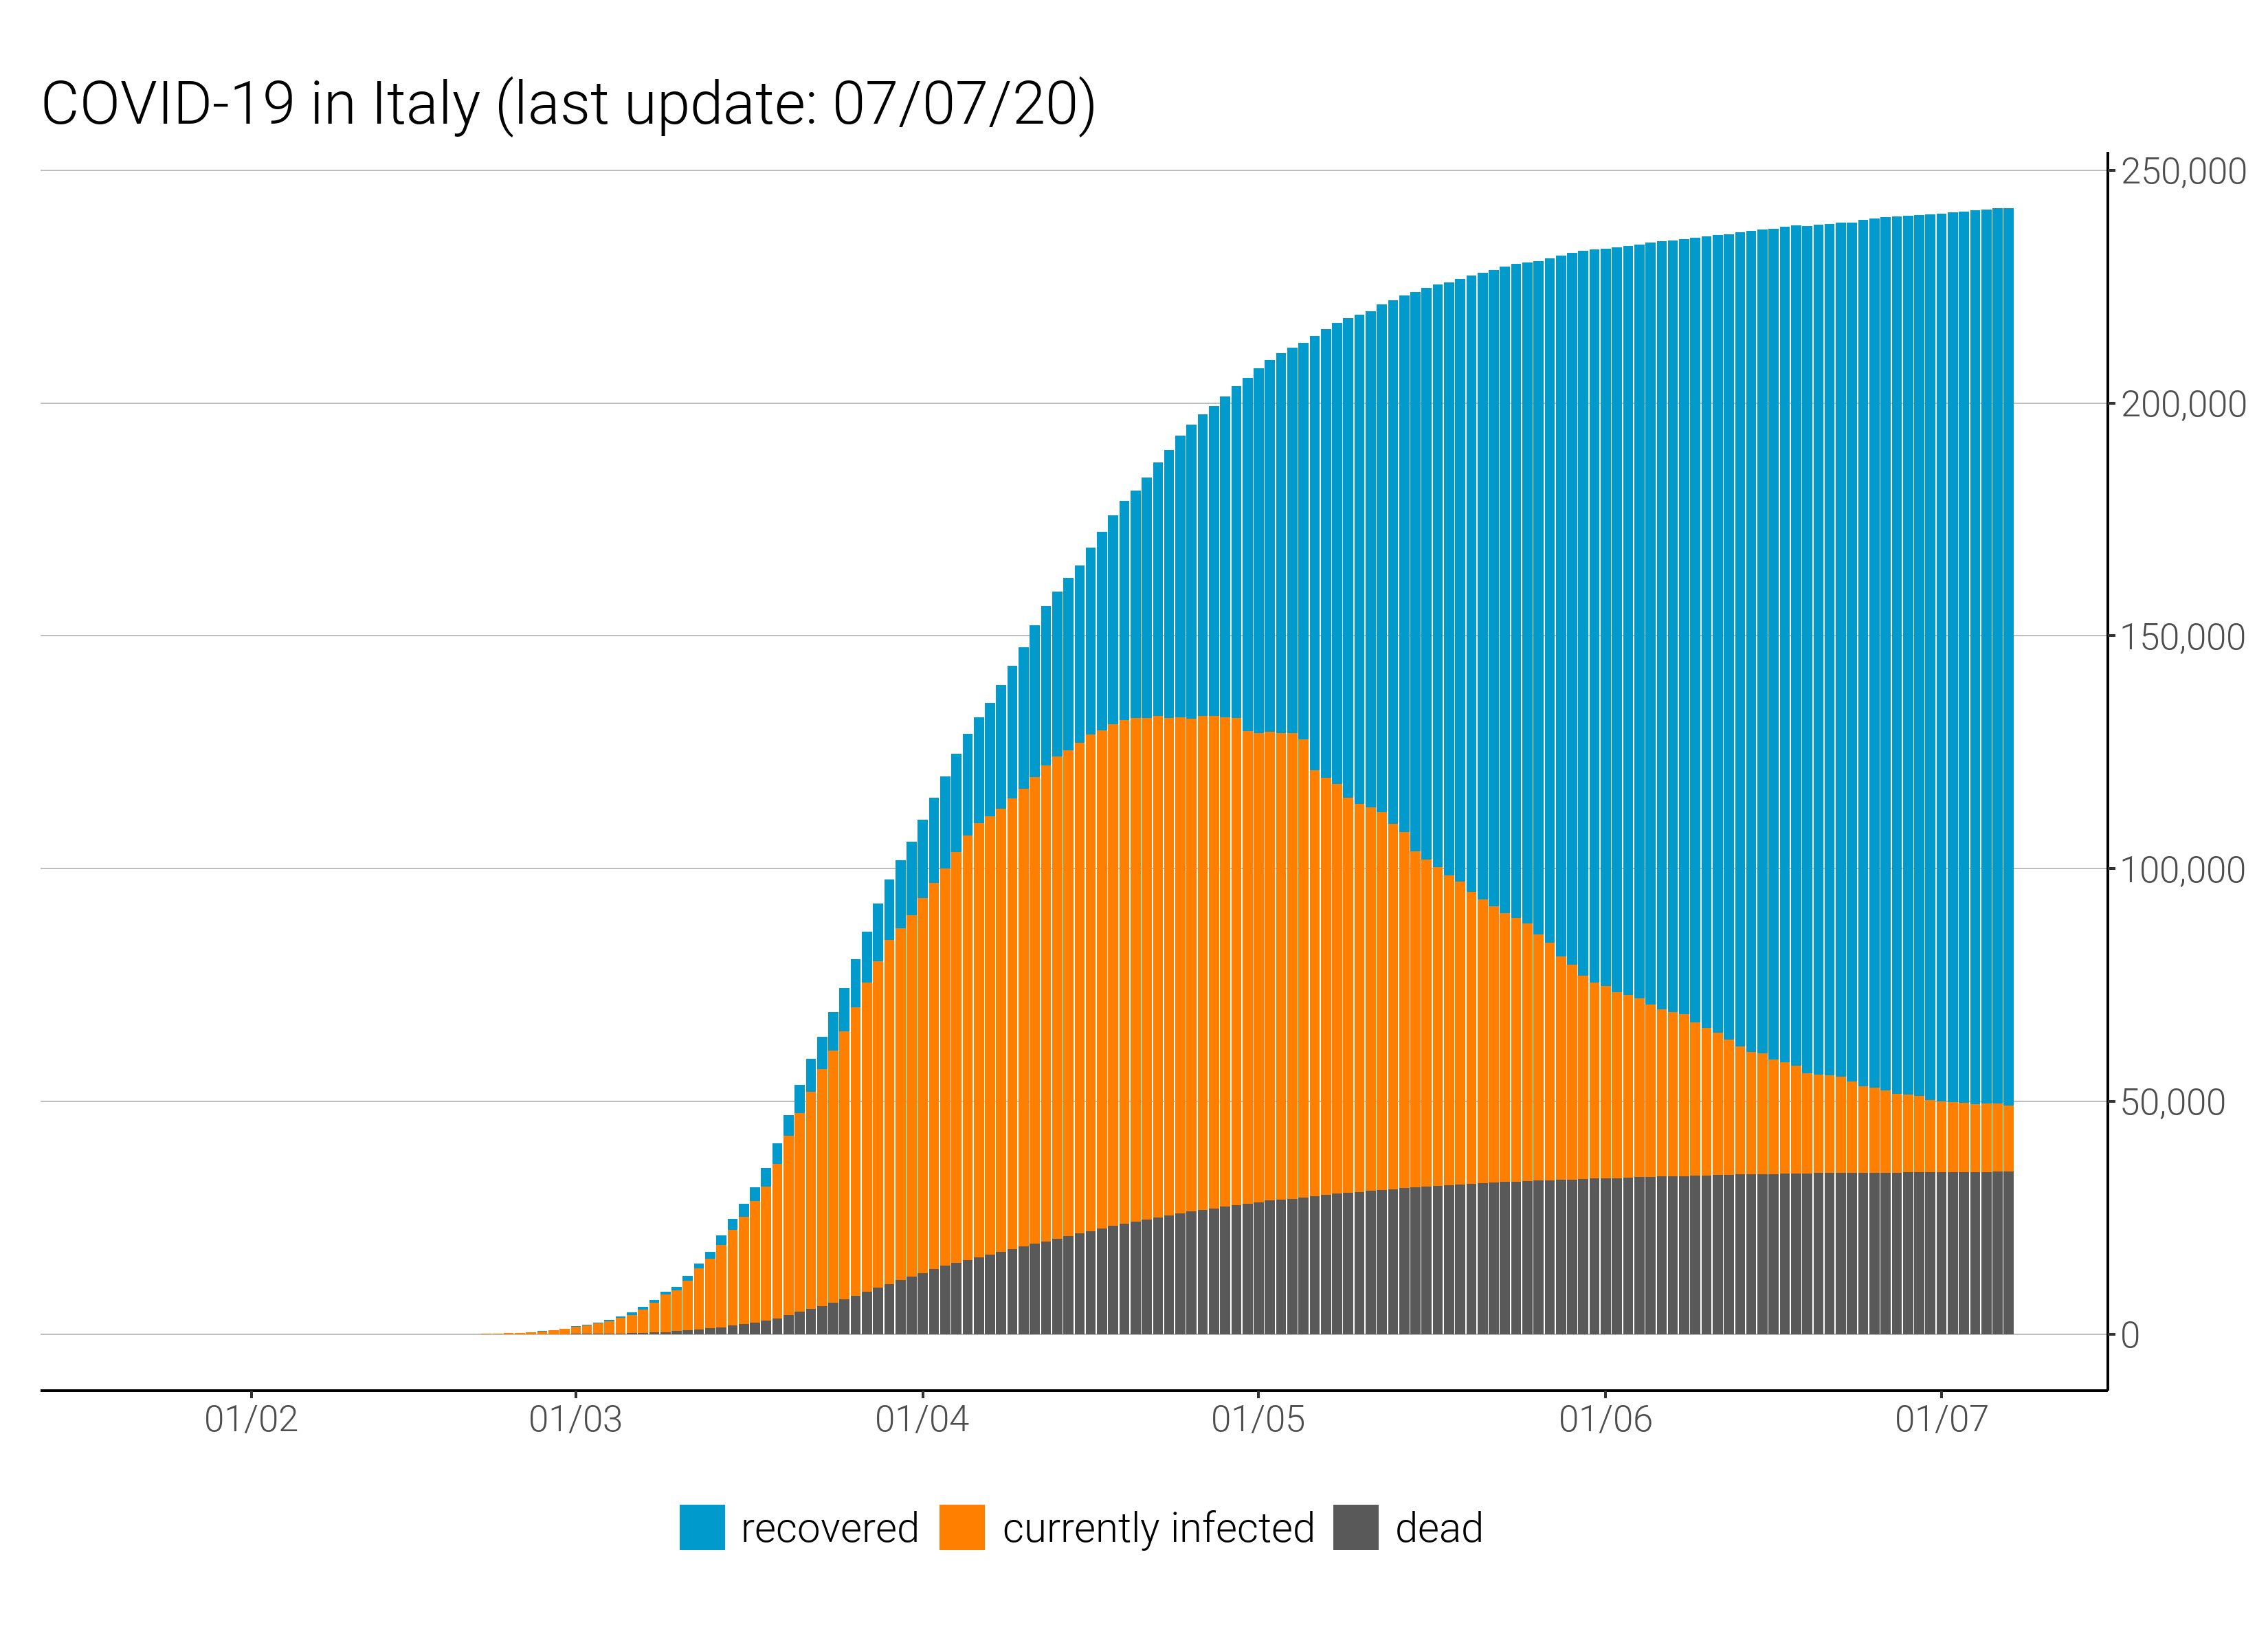 COVID-19 in Italy (last update: 07/07/20)
250,000
200,000
150,000
100,000
50,000
0
01/02 01/03 01/04 01/05 01/06 01/07
recovered currently infected dead